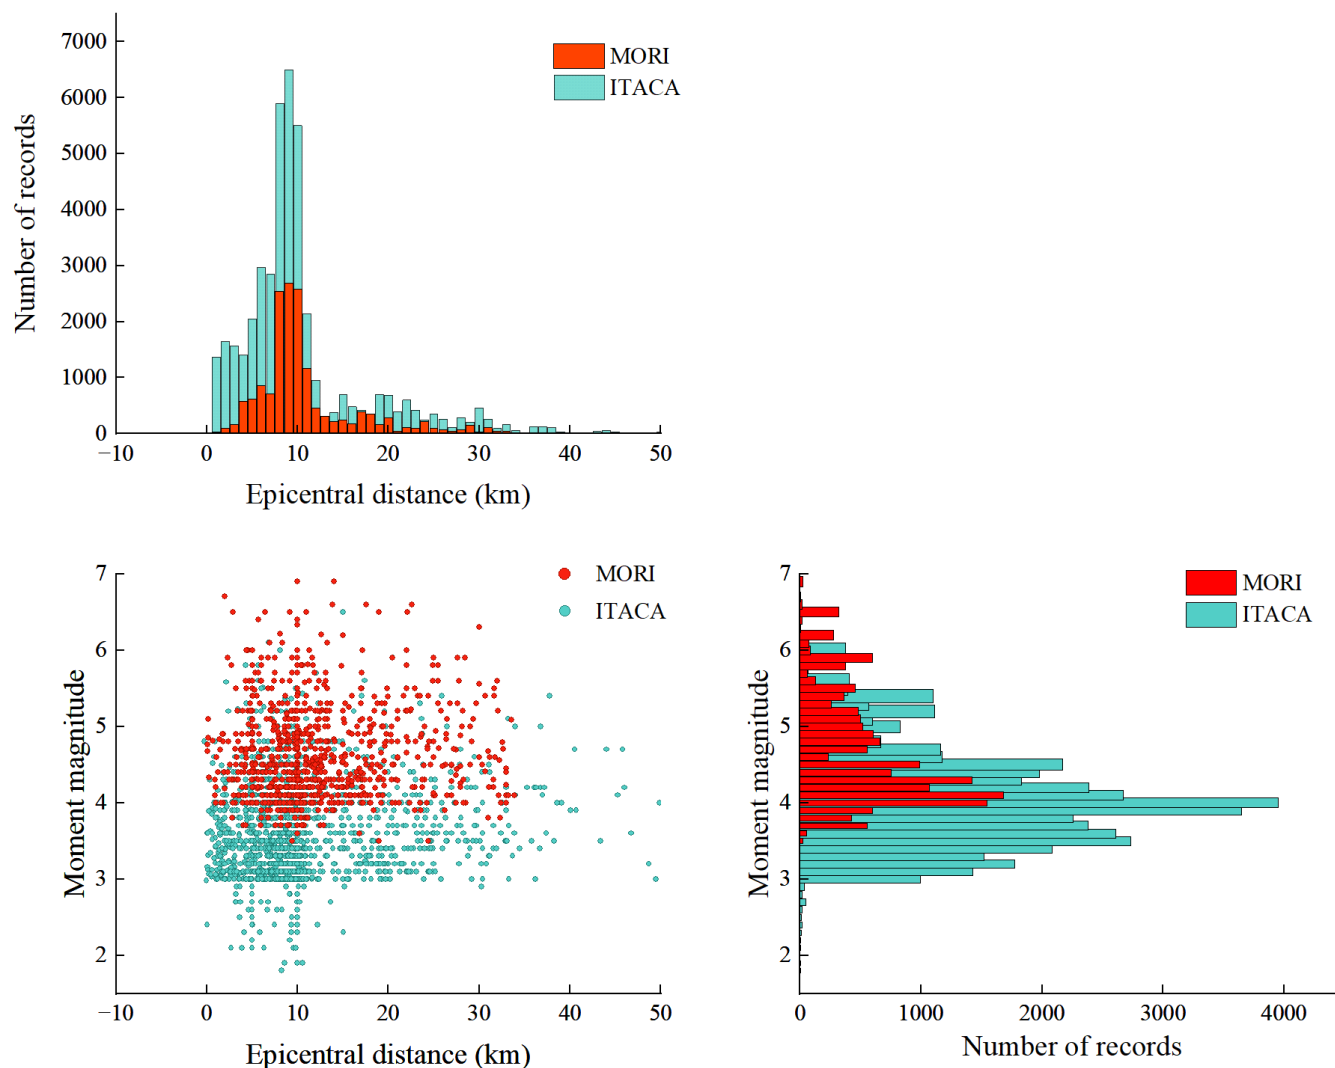 7000
6000
5000
4000
3000
2000
1000
0
Number of records
MORI
ITACA
−10 0 10 20 30 40 50
Epicentral distance (km)
7
6
5
4
3
2
Moment magnitude
MORI
ITACA
−10 0 10 20 30 40 50
Epicentral distance (km)
7
6
5
4
3
2
Moment magnitude
MORI
ITACA
0 1000 2000 3000 4000
Number of records